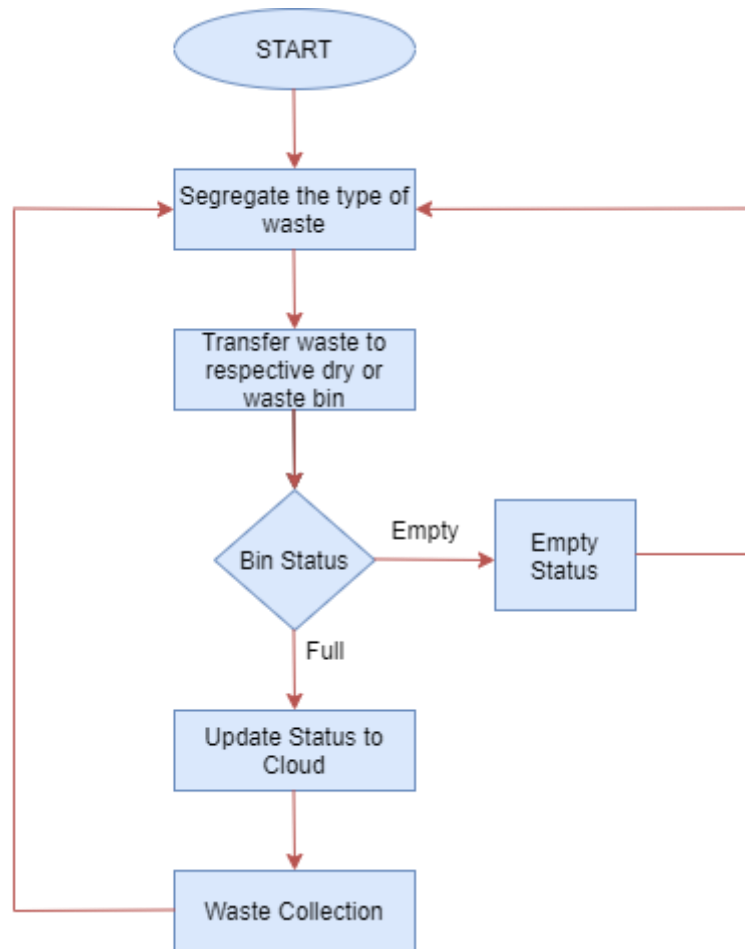 START
Segregate the type of
waste
Transfer waste to
respective dry or
waste bin
Bin Status
Empty
Empty
Status
Full
Update Status to
Cloud
Waste Collection